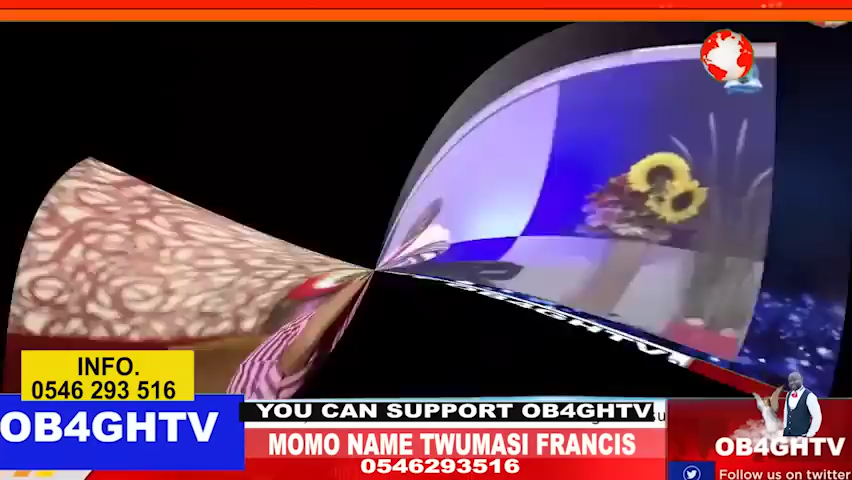 INFO.
0546 293 516
OB4GHTV
YOU CAN SUPPORT OB4GHTV
MOMO NAME TWUMASI FRANCIS
0546293516
OB4GHTV
Follow us on twitter